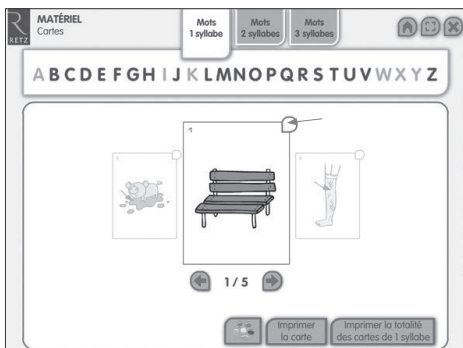 RETZ
MATÉRIEL
Cartes
Mots
1 syllabe
Mots
2 syllabes
Mots
3 syllabes
A B C D E F G H I J K L M N O P Q R S T U V W X Y Z
1
1 / 5
Imprimer
la carte
Imprimer la totalité
des cartes de 1 syllabe